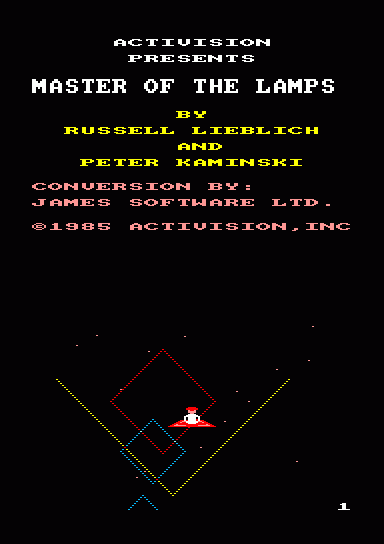 ACTIVISION
PRESENTS
MASTER OF THE LAMPS
BY
RUSSELL LIEBLICH
AND
PETER KAMINSKI
CONVERSION BY:
JAMES SOFTWARE LTD.
©1985 ACTIVISION,INC
1